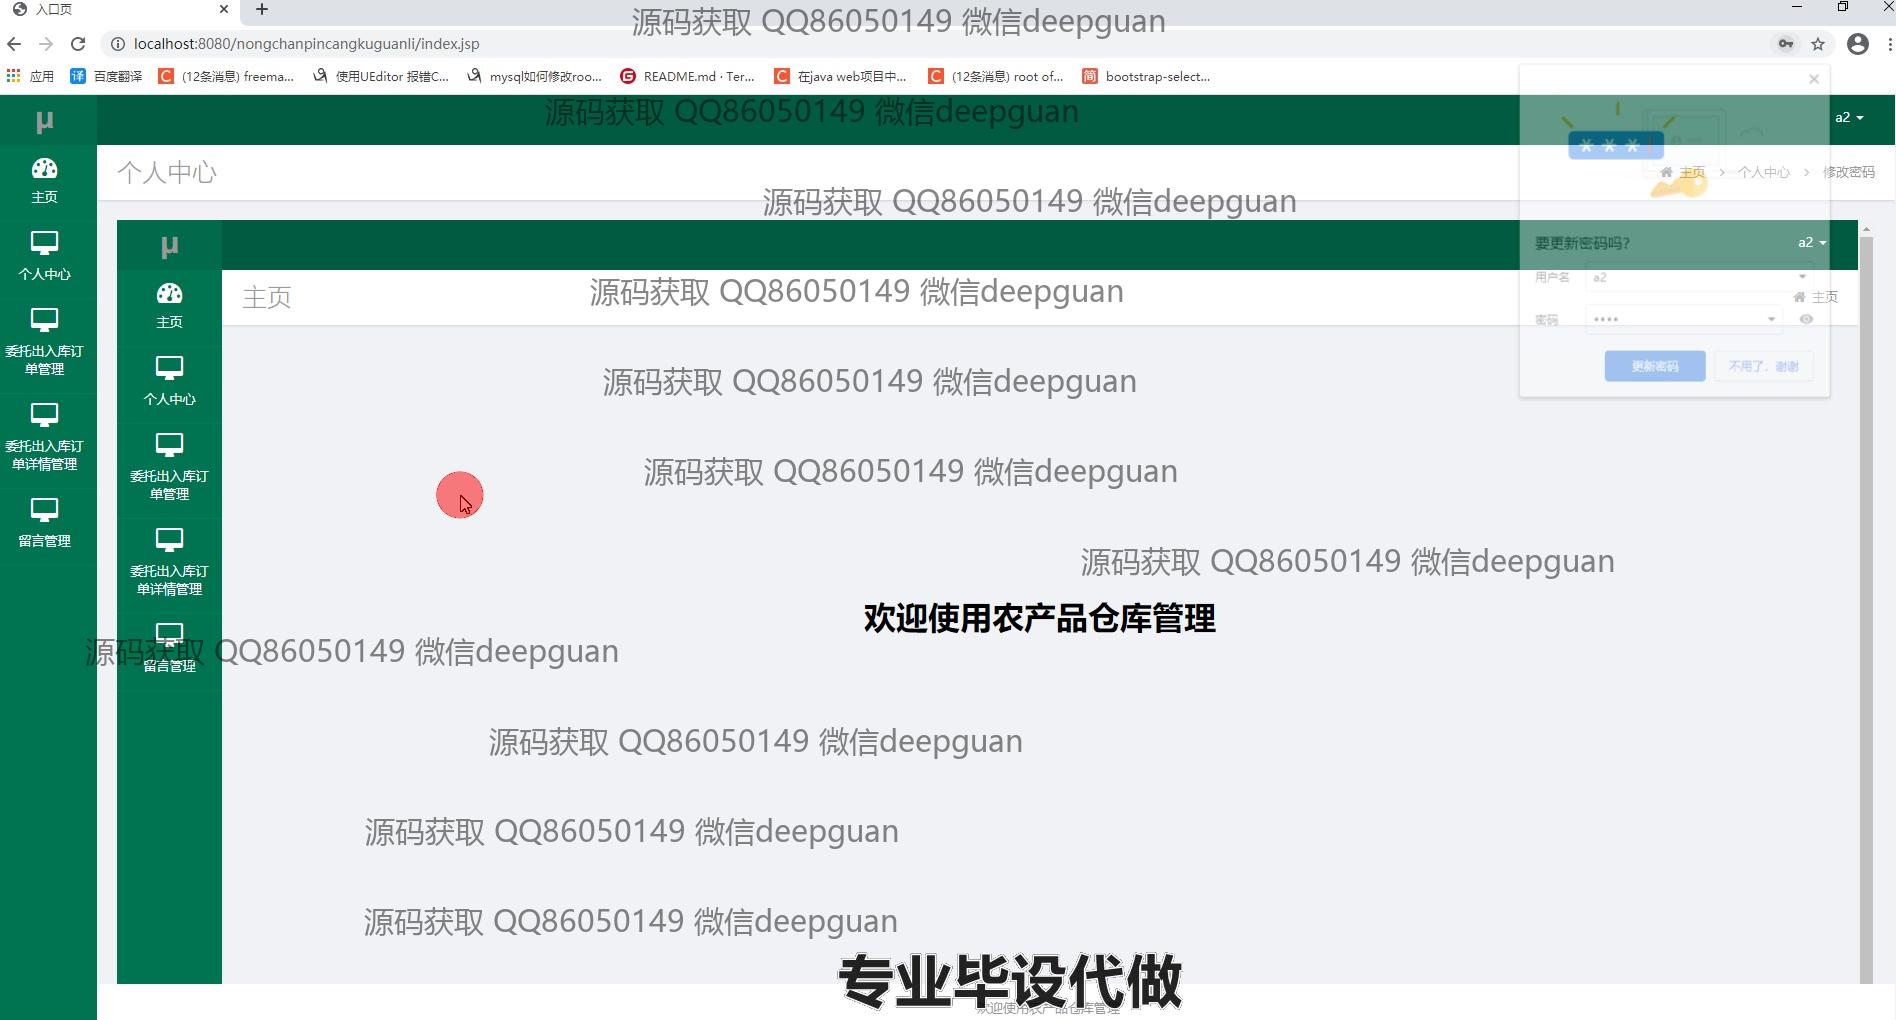 入口页
源码获取 QQ86050149 微信deepguan
localhost:8080/nongchanpincangkuguanli/index.jsp
应用
译 百度翻译
C (12条消息) freema...
使用UEditor 报错C...
mysql如何修改roo...
README.md · Ter...
C 在java web项目中...
C (12条消息) root of...
简 bootstrap-select...
源码获取 QQ86050149 微信deepguan
μ
a2
主页
个人中心
委托出入库订
单管理
委托出入库订
单详情管理
留言管理
个人中心
主页 > 个人中心 > 修改密码
源码获取 QQ86050149 微信deepguan
μ
a2
要更新密码吗?
用户名 a2
密码 ••••
更新密码
不用了，谢谢
主页
主页
源码获取 QQ86050149 微信deepguan
主页
个人中心
委托出入库订
单管理
委托出入库订
单详情管理
留言管理
源码获取 QQ86050149 微信deepguan
源码获取 QQ86050149 微信deepguan
源码获取 QQ86050149 微信deepguan
欢迎使用农产品仓库管理
源码获取 QQ86050149 微信deepguan
源码获取 QQ86050149 微信deepguan
源码获取 QQ86050149 微信deepguan
源码获取 QQ86050149 微信deepguan
专业毕设代做
欢迎使用农产品仓库管理